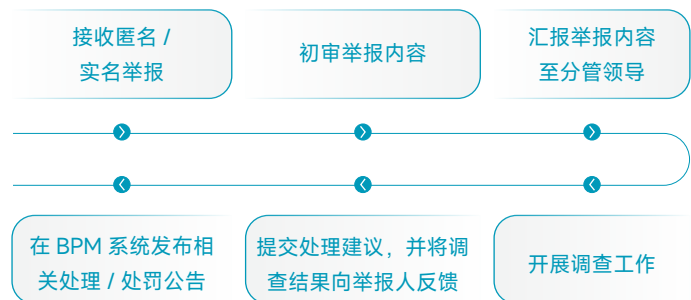 接收匿名 /
实名举报
初审举报内容
汇报举报内容
至分管领导
开展调查工作
提交处理建议，并将调
查结果向举报人反馈
在 BPM 系统发布相
关处理 / 处罚公告